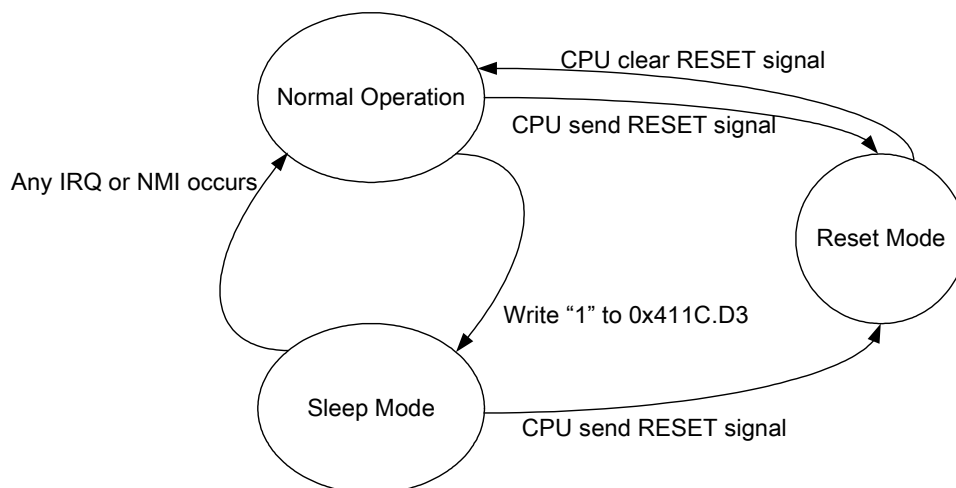 CPU clear RESET signal
Normal Operation
CPU send RESET signal
Any IRQ or NMI occurs
Reset Mode
Write “1” to 0x411C.D3
Sleep Mode
CPU send RESET signal